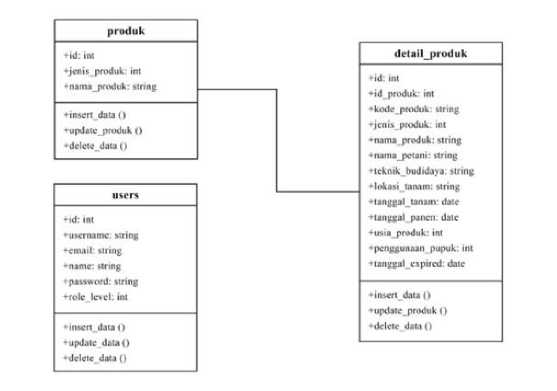 produk
+id: int
+jenis_produk: int
+nama_produk: string
+insert_data ()
+update_produk ()
+delete_data ()
users
+id: int
+username: string
+email: string
+name: string
+password: string
+role_level: int
+insert_data ()
+update_data ()
+delete_data ()
detail_produk
+id: int
+id_produk: int
+kode_produk: string
+jenis_produk: int
+nama_produk: string
+nama_petani: string
+teknik_budidaya: string
+lokasi_tanam: string
+tanggal_tanam: date
+tanggal_panen: date
+usia_produk: int
+penggunaan_pupuk: int
+tanggal_expired: date
+insert_data ()
+update_produk ()
+delete_data ()